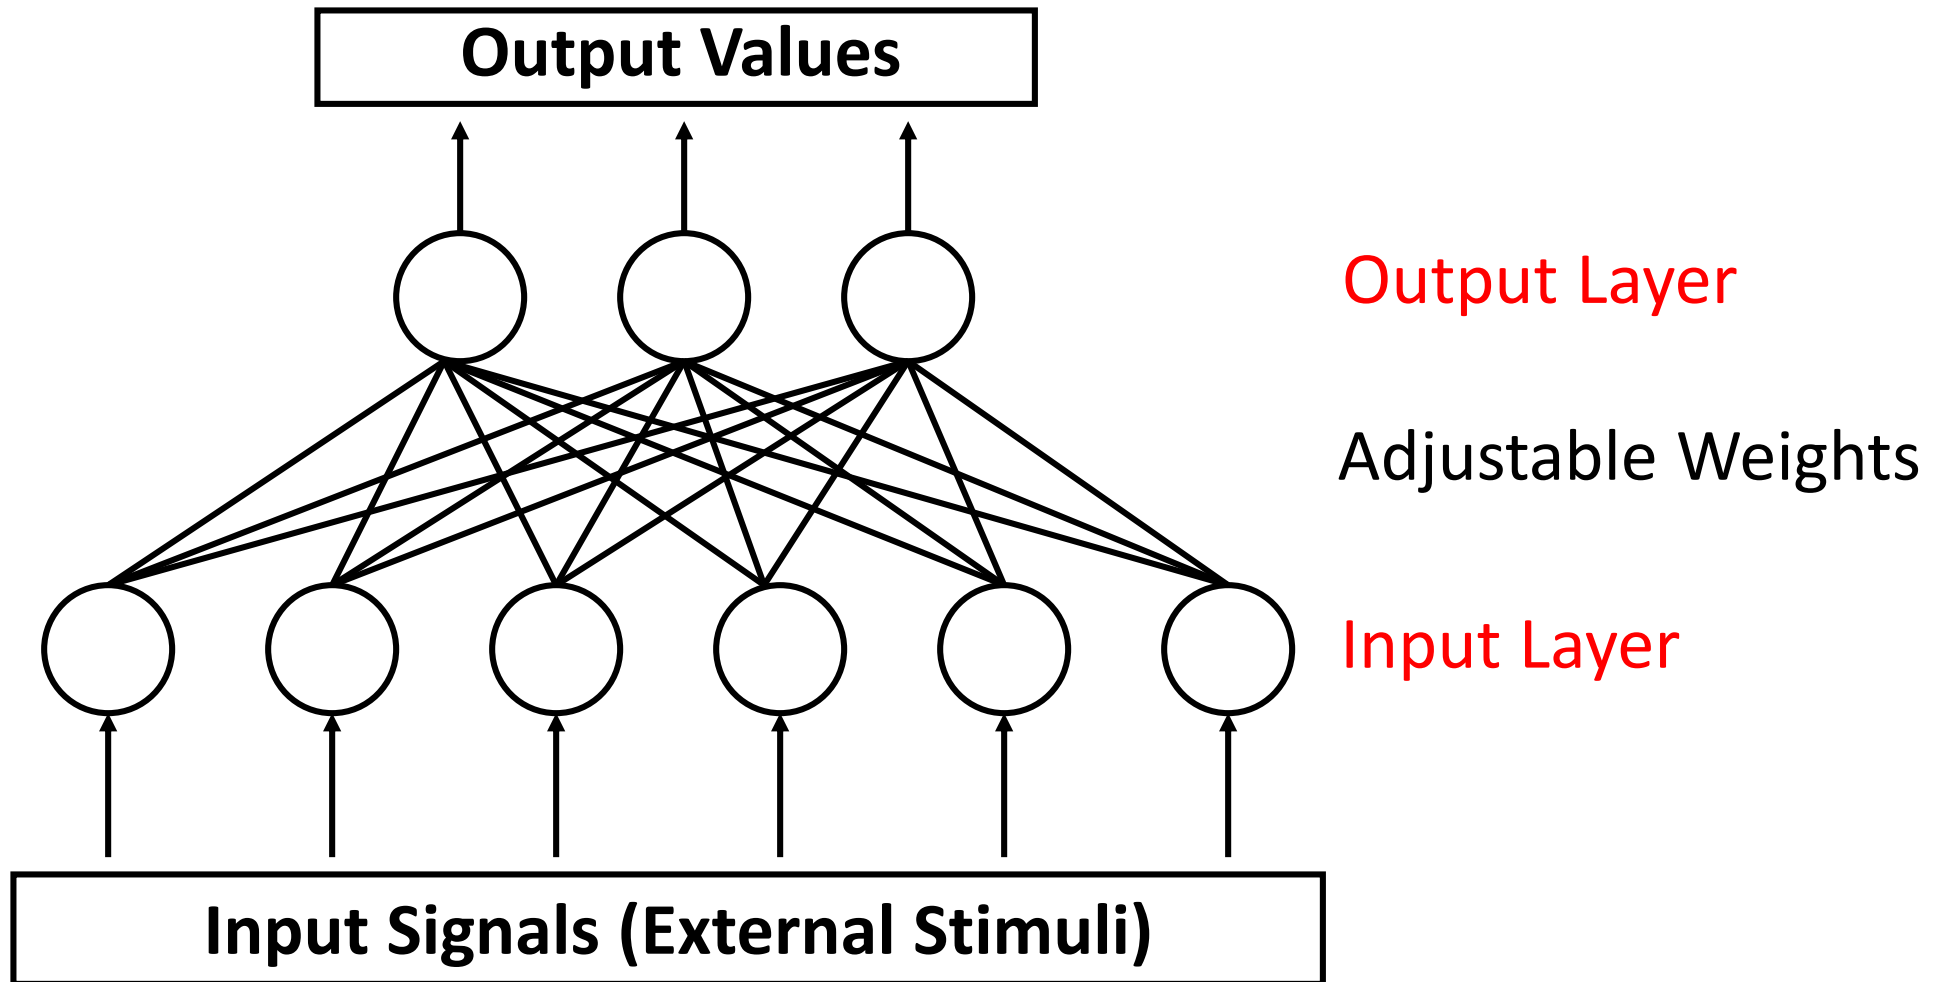 Output Values
Output Layer
Adjustable Weights
Input Layer
Input Signals (External Stimuli)